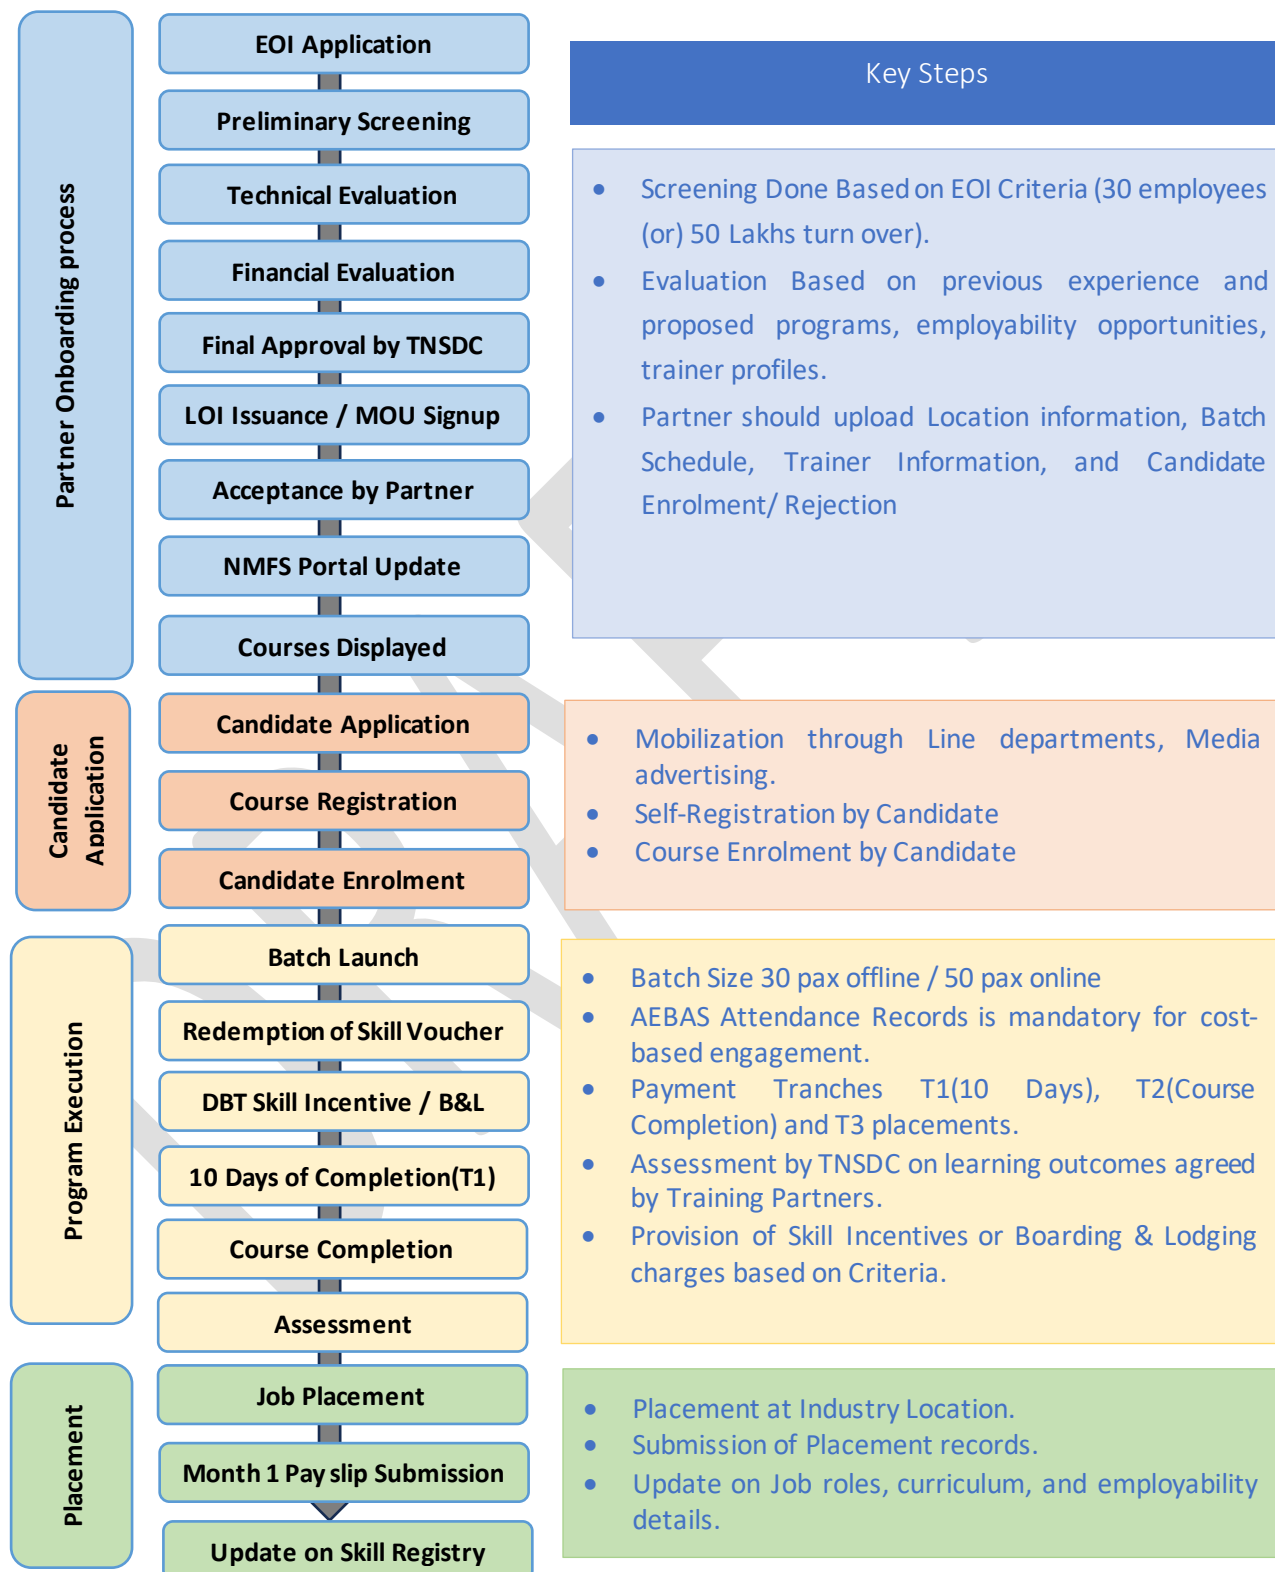 Partner Onboarding process
EOI Application
Preliminary Screening
Technical Evaluation
Financial Evaluation
Final Approval by TNSDC
LOI Issuance / MOU Signup
Acceptance by Partner
NMFS Portal Update
Courses Displayed
Key Steps
• Screening Done Based on EOI Criteria (30 employees
(or) 50 Lakhs turn over).
• Evaluation Based on previous experience and
proposed programs, employability opportunities,
trainer profiles.
• Partner should upload Location information, Batch
Schedule, Trainer Information, and Candidate
Enrolment/ Rejection
Candidate
Application
Candidate Application
Course Registration
Candidate Enrolment
• Mobilization through Line departments, Media
advertising.
• Self-Registration by Candidate
• Course Enrolment by Candidate
Program Execution
Batch Launch
Redemption of Skill Voucher
DBT Skill Incentive / B&L
10 Days of Completion(T1)
Course Completion
Assessment
• Batch Size 30 pax offline / 50 pax online
• AEBAS Attendance Records is mandatory for cost-
based engagement.
• Payment Tranches T1(10 Days), T2(Course
Completion) and T3 placements.
• Assessment by TNSDC on learning outcomes agreed
by Training Partners.
• Provision of Skill Incentives or Boarding & Lodging
charges based on Criteria.
Placement
Job Placement
Month 1 Pay slip Submission
Update on Skill Registry
• Placement at Industry Location.
• Submission of Placement records.
• Update on Job roles, curriculum, and employability
details.